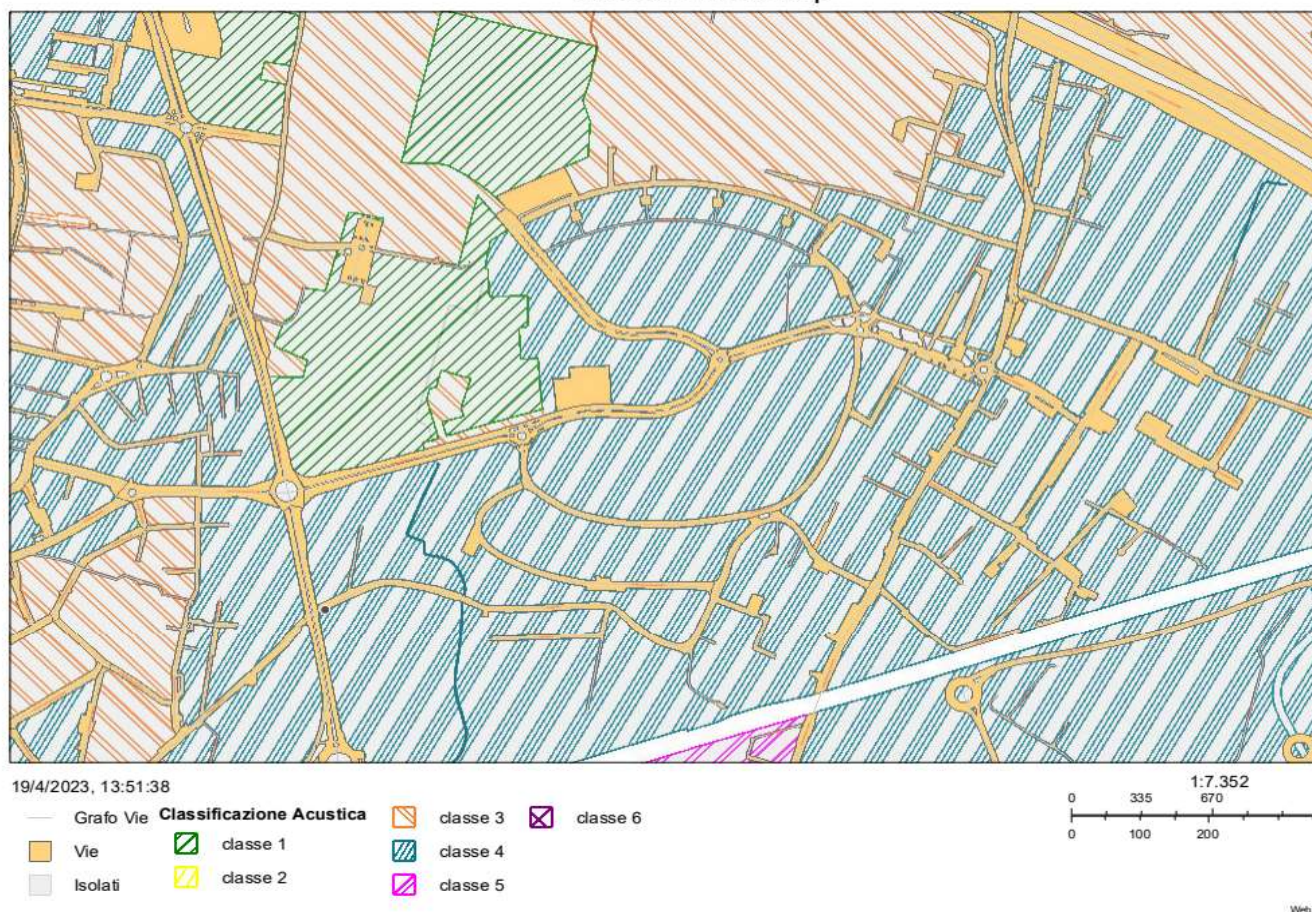 19/4/2023, 13:51:38
1:7.352
0 335 670
0 100 200
Grafo Vie
Vie
Isolati
Classificazione Acustica
classe 1
classe 2
classe 3
classe 4
classe 5
classe 6
Web